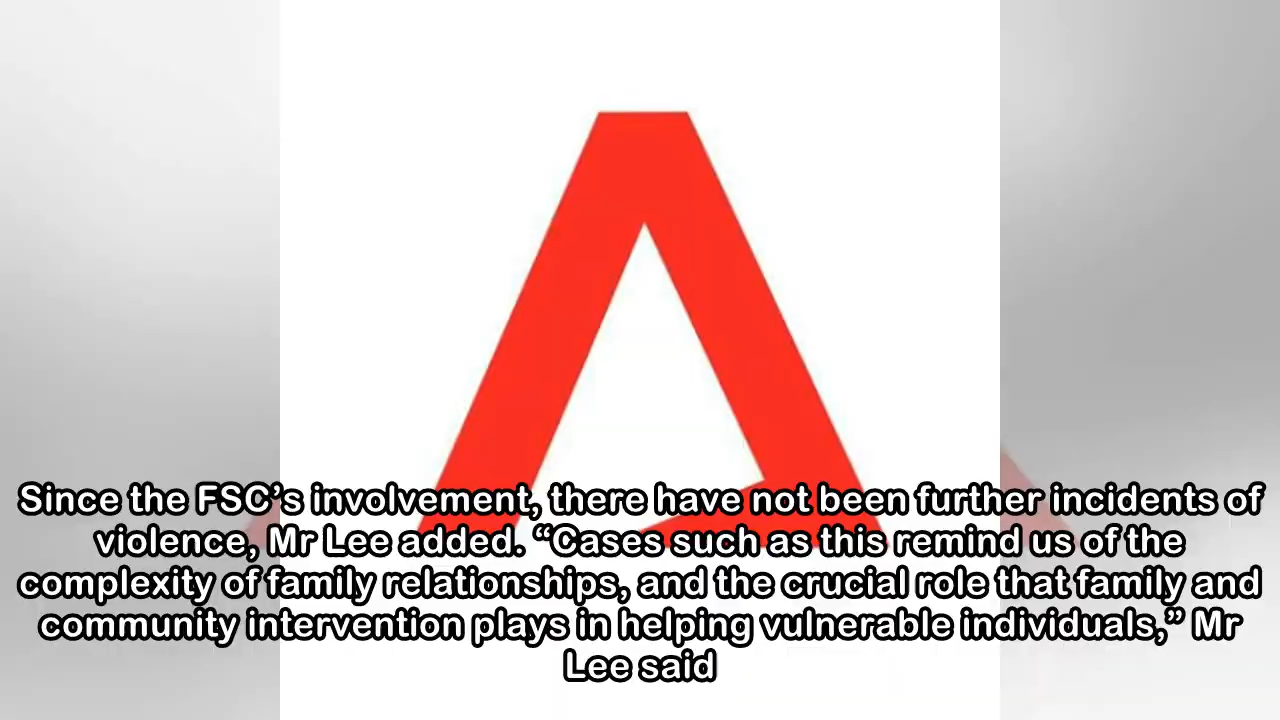 Since the FSC’s involvement, there have not been further incidents of
violence, Mr Lee added. “Cases such as this remind us of the
complexity of family relationships, and the crucial role that family and
community intervention plays in helping vulnerable individuals,” Mr
Lee said